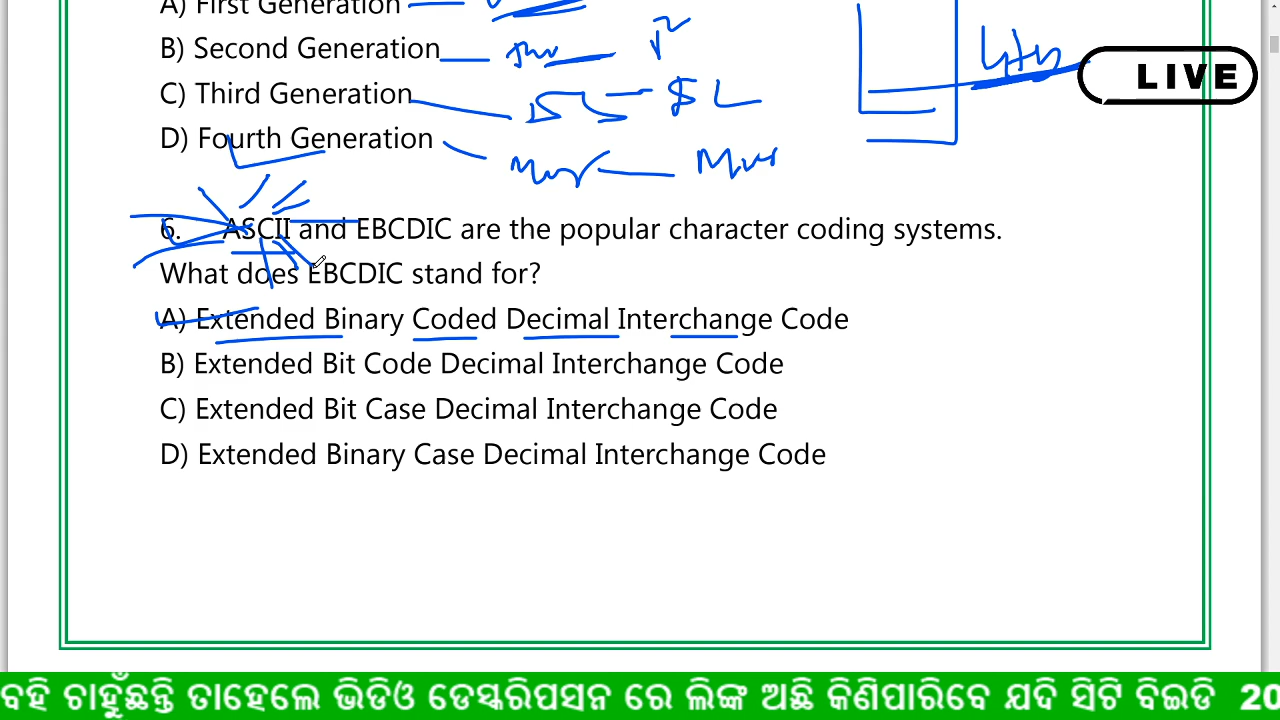 A) First Generation
B) Second Generation
C) Third Generation
D) Fourth Generation
LIVE
6. ASCII and EBCDIC are the popular character coding systems.
What does EBCDIC stand for?
A) Extended Binary Coded Decimal Interchange Code
B) Extended Bit Code Decimal Interchange Code
C) Extended Bit Case Decimal Interchange Code
D) Extended Binary Case Decimal Interchange Code
ବହି ଚାହୁଁଛନ୍ତି ତାହେଲେ ଭିଡିଓ ଡେସ୍କରିପସନ ରେ ଲିଙ୍କ ଅଛି କିଣିପାରିବେ ଯଦି ସିଟି ବିଇଡି 20